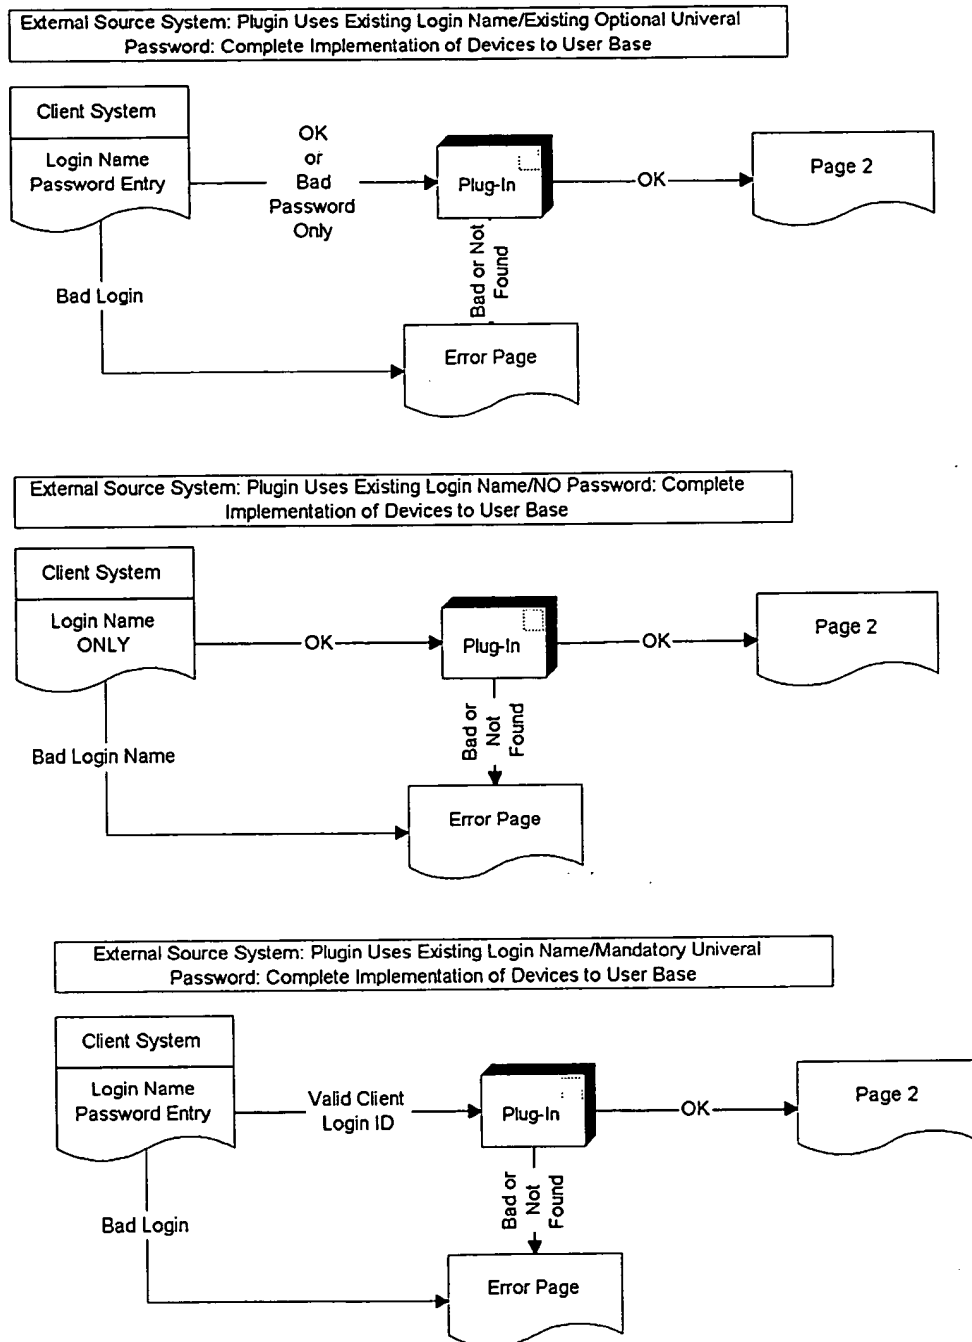 External Source System: Plugin Uses Existing Login Name/Existing Optional Univeral
Password: Complete Implementation of Devices to User Base
Client System
Login Name
Password Entry
OK
or
Bad
Password
Only
Plug-In
OK
Page 2
Bad or Not
Found
Bad Login
Error Page
External Source System: Plugin Uses Existing Login Name/NO Password: Complete
Implementation of Devices to User Base
Client System
Login Name
ONLY
OK
Plug-In
OK
Page 2
Bad or
Not
Found
Bad Login Name
Error Page
External Source System: Plugin Uses Existing Login Name/Mandatory Univeral
Password: Complete Implementation of Devices to User Base
Client System
Login Name
Password Entry
Valid Client
Login ID
Plug-In
OK
Page 2
Bad or
Not
Found
Bad Login
Error Page